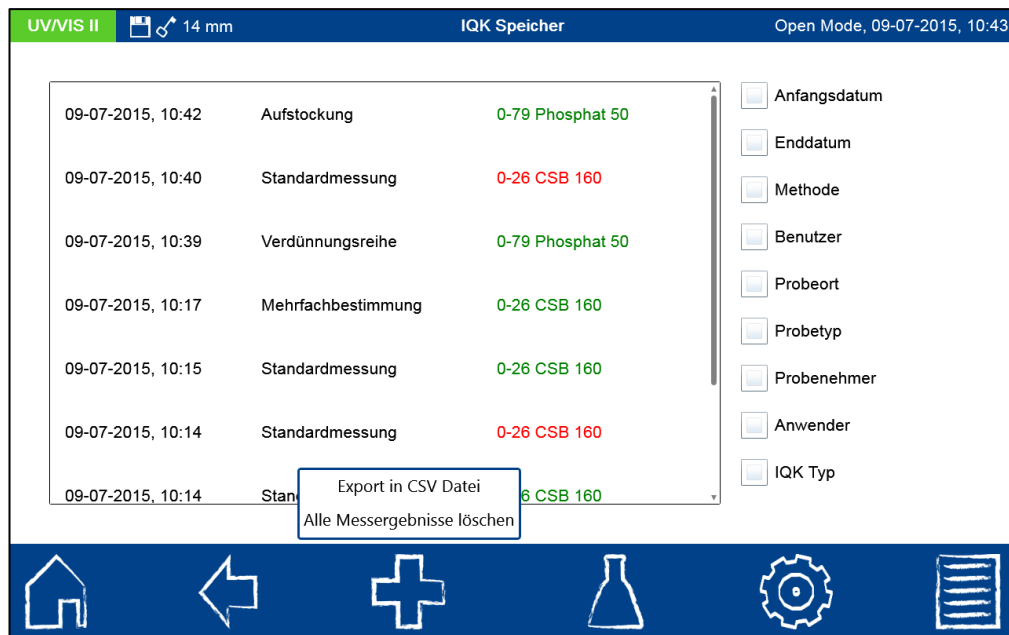 UV/VIS II 14 mm IQK Speicher Open Mode, 09-07-2015, 10:43
09-07-2015, 10:42 Aufstockung 0-79 Phosphat 50
09-07-2015, 10:40 Standardmessung 0-26 CSB 160
09-07-2015, 10:39 Verdünnungsreihe 0-79 Phosphat 50
09-07-2015, 10:17 Mehrfachbestimmung 0-26 CSB 160
09-07-2015, 10:15 Standardmessung 0-26 CSB 160
09-07-2015, 10:14 Standardmessung 0-26 CSB 160
09-07-2015, 10:14 Stan 6 CSB 160
Export in CSV Datei
Alle Messergebnisse löschen
Anfangsdatum
Enddatum
Methode
Benutzer
Probeort
Probetyp
Probenehmer
Anwender
IQK Typ